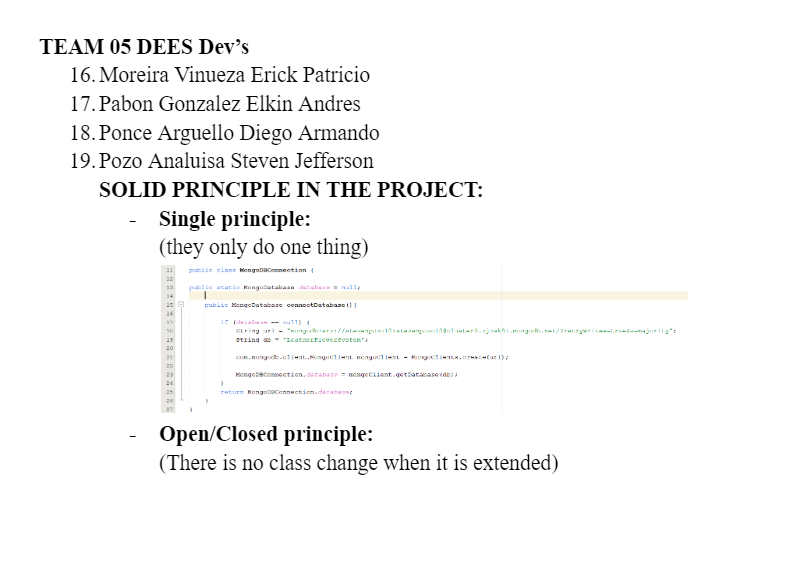 TEAM 05 DEES Dev’s
16. Moreira Vinueza Erick Patricio
17. Pabon Gonzalez Elkin Andres
18. Ponce Arguello Diego Armando
19. Pozo Analuisa Steven Jefferson
SOLID PRINCIPLE IN THE PROJECT:
- Single principle:
(they only do one thing)
11 public class MongoDBConnection {
12
13 public static MongoDatabase database = null;
14
15 public MongoDatabase connectDatabase(){
16
17 if (database == null) {
18 String uri =
19 String db = "LeatherFlowerSystem";
20
21 com.mongodb.client.MongoClient mongoClient = MongoClients.create(uri);
22
23 MongoDBConnection.database = mongoClient.getDatabase(db);
24 }
25 return MongoDBConnection.database;
26 }
27 }
- Open/Closed principle:
(There is no class change when it is extended)